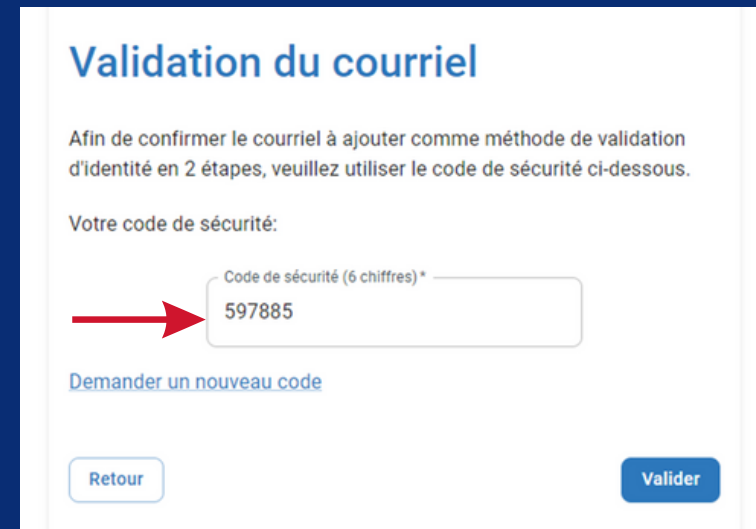 Validation du courriel
Afin de confirmer le courriel à ajouter comme méthode de validation
d'identité en 2 étapes, veuillez utiliser le code de sécurité ci-dessous.
Votre code de sécurité:
Code de sécurité (6 chiffres) *
597885
Demander un nouveau code
Retour
Valider